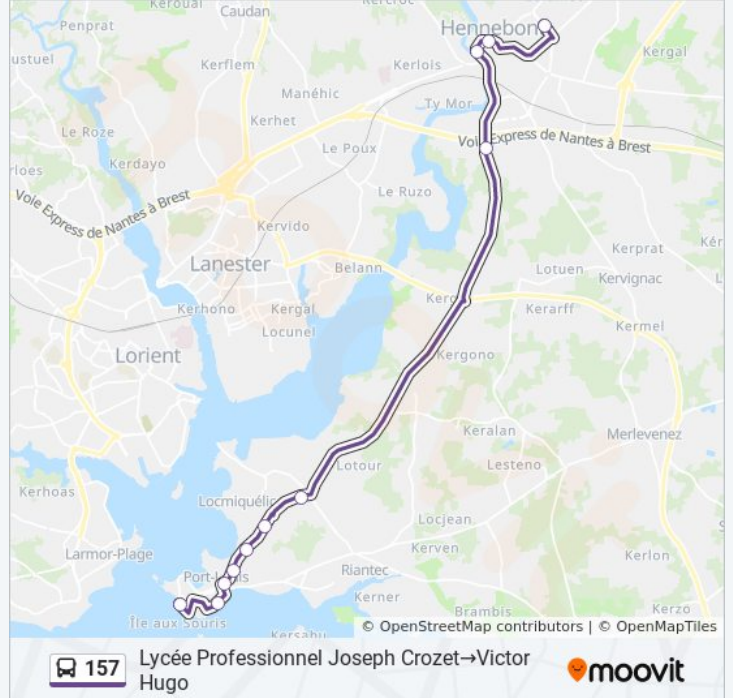 Kercroc
Caudan
Penprat
Hennebon
ustuel
Kerflem
Kerlois
Kergal
Manéhic
Ty Mor
Le Roze
Kerhet
Voie Express de Nantes à Brest
Le Poux
rloes
Kerdayo
Le Ruzo
Voie Express de Nantes à Brest
Kervido
Kerprat
Kér
Lanester
Belann
Lotuen
Kervignac
Kerhono
Kergal
Kerarff
Locunel
Kermel
Lorient
Kergono
Keralan
Merlevenez
Lotour
Lesteno
Kerhoas
Locmiquélic
Locjean
Larmor-Plage
Kerven
Kerlon
Port-Louis
Riantec
Kerner
Île aux Souris
Brambis
Kerzo
Kersabu
© OpenStreetMap contributors | © OpenMapTiles
157
Lycée Professionnel Joseph Crozet→Victor
Hugo
moovit